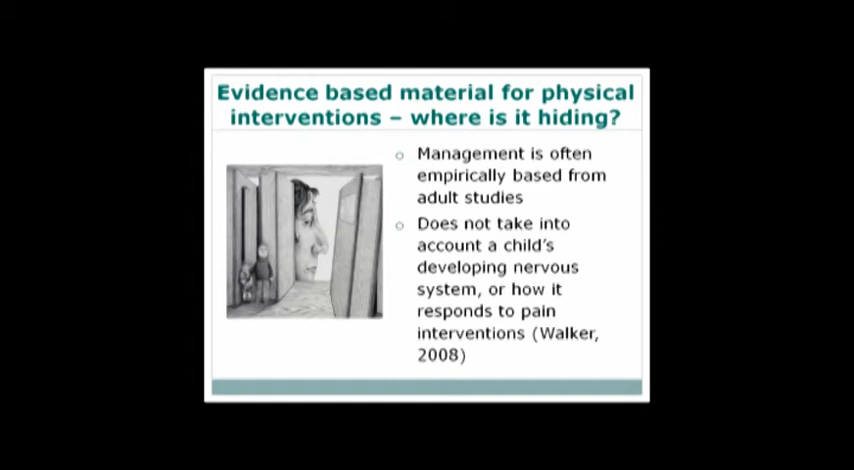 Evidence based material for physical
interventions – where is it hiding?
Management is often
empirically based from
adult studies
Does not take into
account a child's
developing nervous
system, or how it
responds to pain
interventions (Walker,
2008)